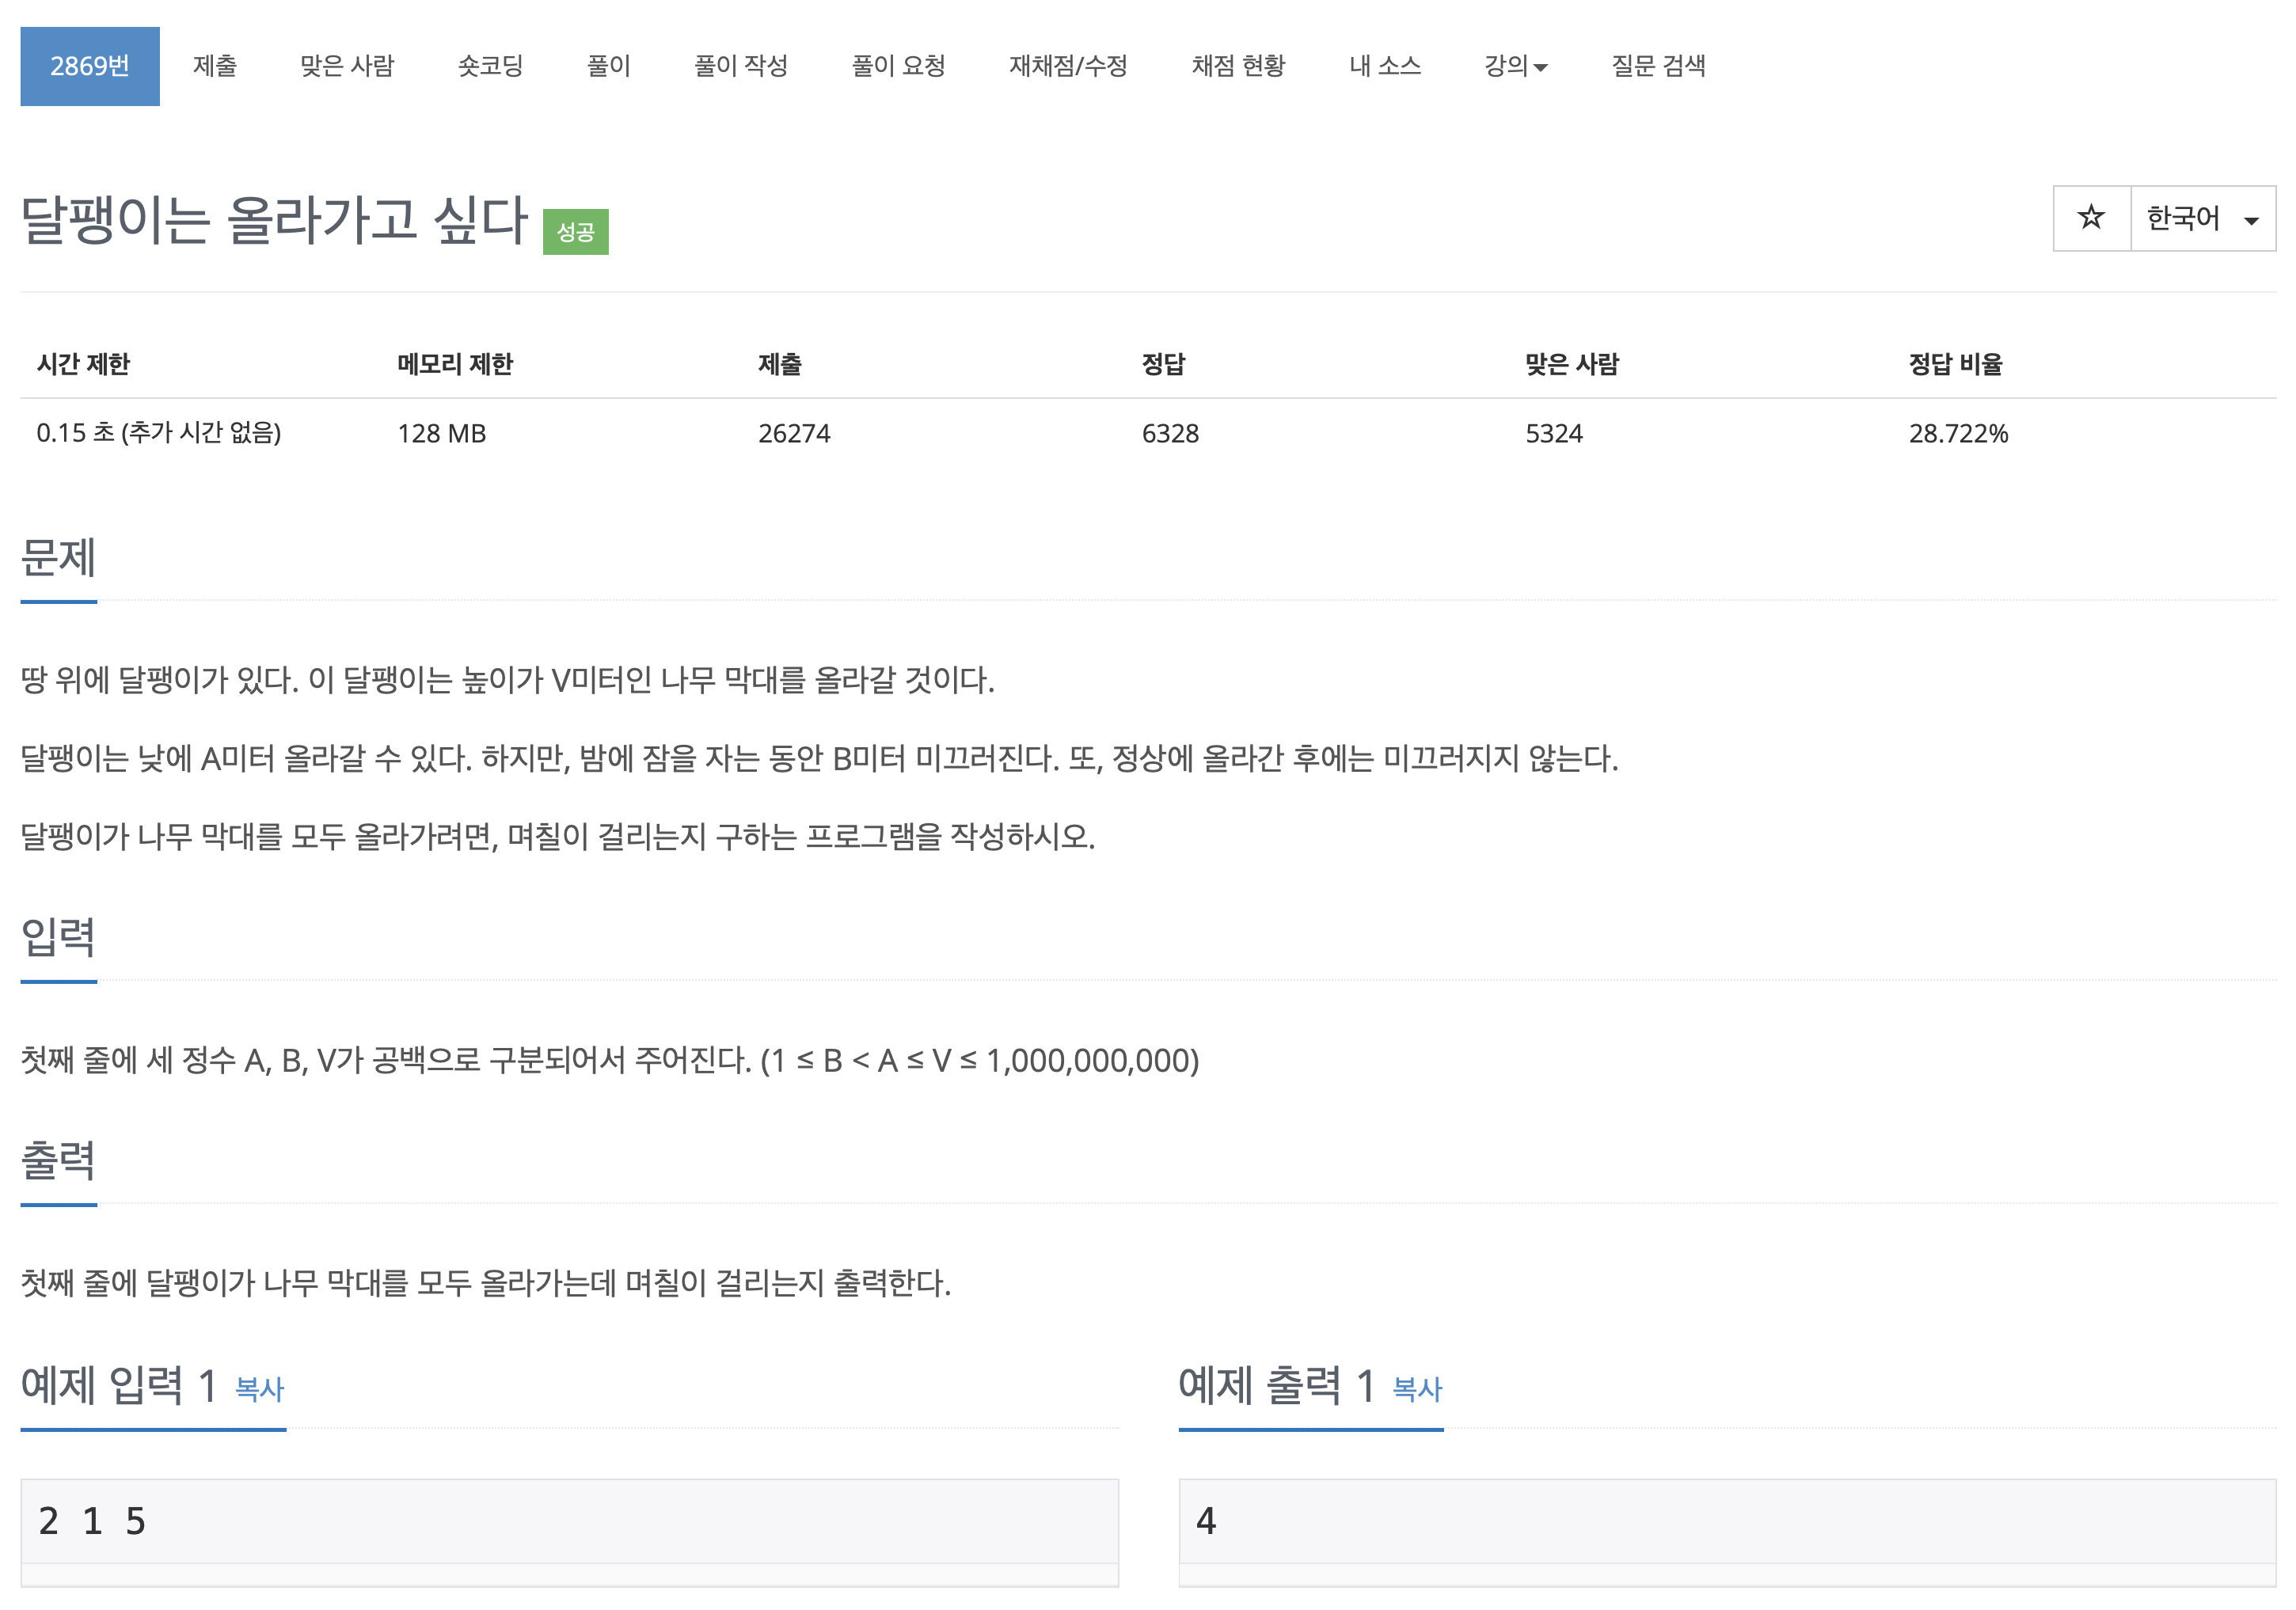 2869번 제출 맞은 사람 숏코딩 풀이 풀이 작성 풀이 요청 재채점/수정 채점 현황 내 소스 강의 질문 검색
달팽이는 올라가고 싶다 성공 한국어
시간 제한 메모리 제한 제출 정답 맞은 사람 정답 비율
0.15 초 (추가 시간 없음) 128 MB 26274 6328 5324 28.722%
문제
땅 위에 달팽이가 있다. 이 달팽이는 높이가 V미터인 나무 막대를 올라갈 것이다.
달팽이는 낮에 A미터 올라갈 수 있다. 하지만, 밤에 잠을 자는 동안 B미터 미끄러진다. 또, 정상에 올라간 후에는 미끄러지지 않는다.
달팽이가 나무 막대를 모두 올라가려면, 며칠이 걸리는지 구하는 프로그램을 작성하시오.
입력
첫째 줄에 세 정수 A, B, V가 공백으로 구분되어서 주어진다. (1 ≤ B < A ≤ V ≤ 1,000,000,000)
출력
첫째 줄에 달팽이가 나무 막대를 모두 올라가는데 며칠이 걸리는지 출력한다.
예제 입력 1 복사
2 1 5
예제 출력 1 복사
4